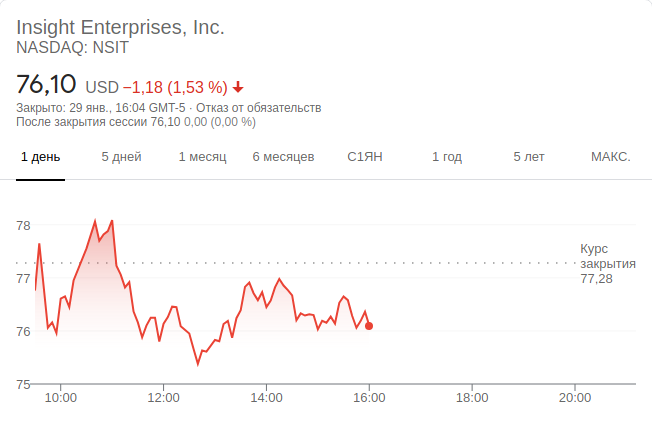 Insight Enterprises, Inc.
NASDAQ: NSIT
76,10 USD −1,18 (1,53 %)
Закрыто: 29 янв., 16:04 GMT-5 · Отказ от обязательств
После закрытия сессии 76,10 0,00 (0,00 %)
1 день 5 дней 1 месяц 6 месяцев С1ЯН 1 год 5 лет МАКС.
78
Курс
закрытия
77,28
77
76
75
10:00 12:00 14:00 16:00 18:00 20:00